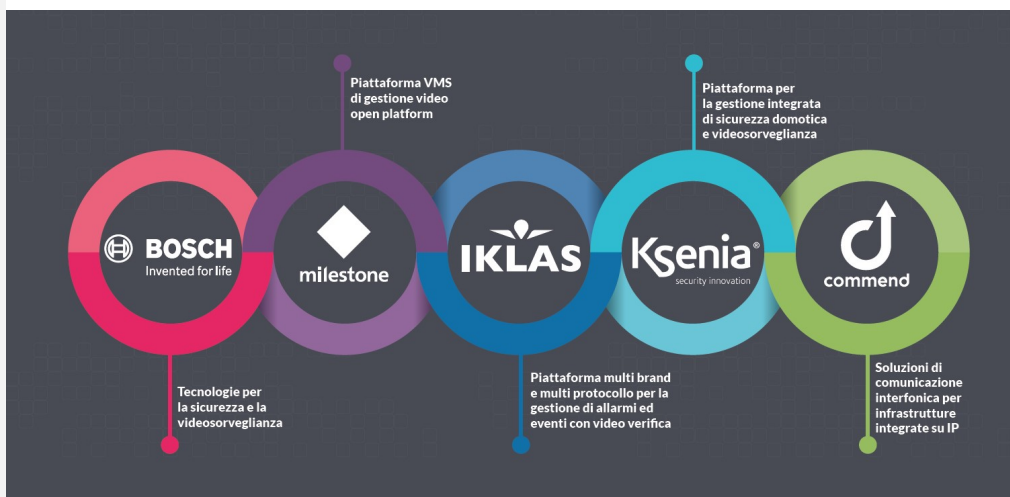 Piattaforma VMS
di gestione video
open platform
Piattaforma per
la gestione integrata
di sicurezza domotica
e videosorveglianza
BOSCH
Invented for life
milestone
IKLAS
Ksenia®
security innovation
commend
Tecnologie per
la sicurezza e la
videosorveglianza
Piattaforma multi brand
e multi protocollo per la
gestione di allarmi ed
eventi con video verifica
Soluzioni di
comunicazione
interfonica per
infrastrutture
integrate su IP